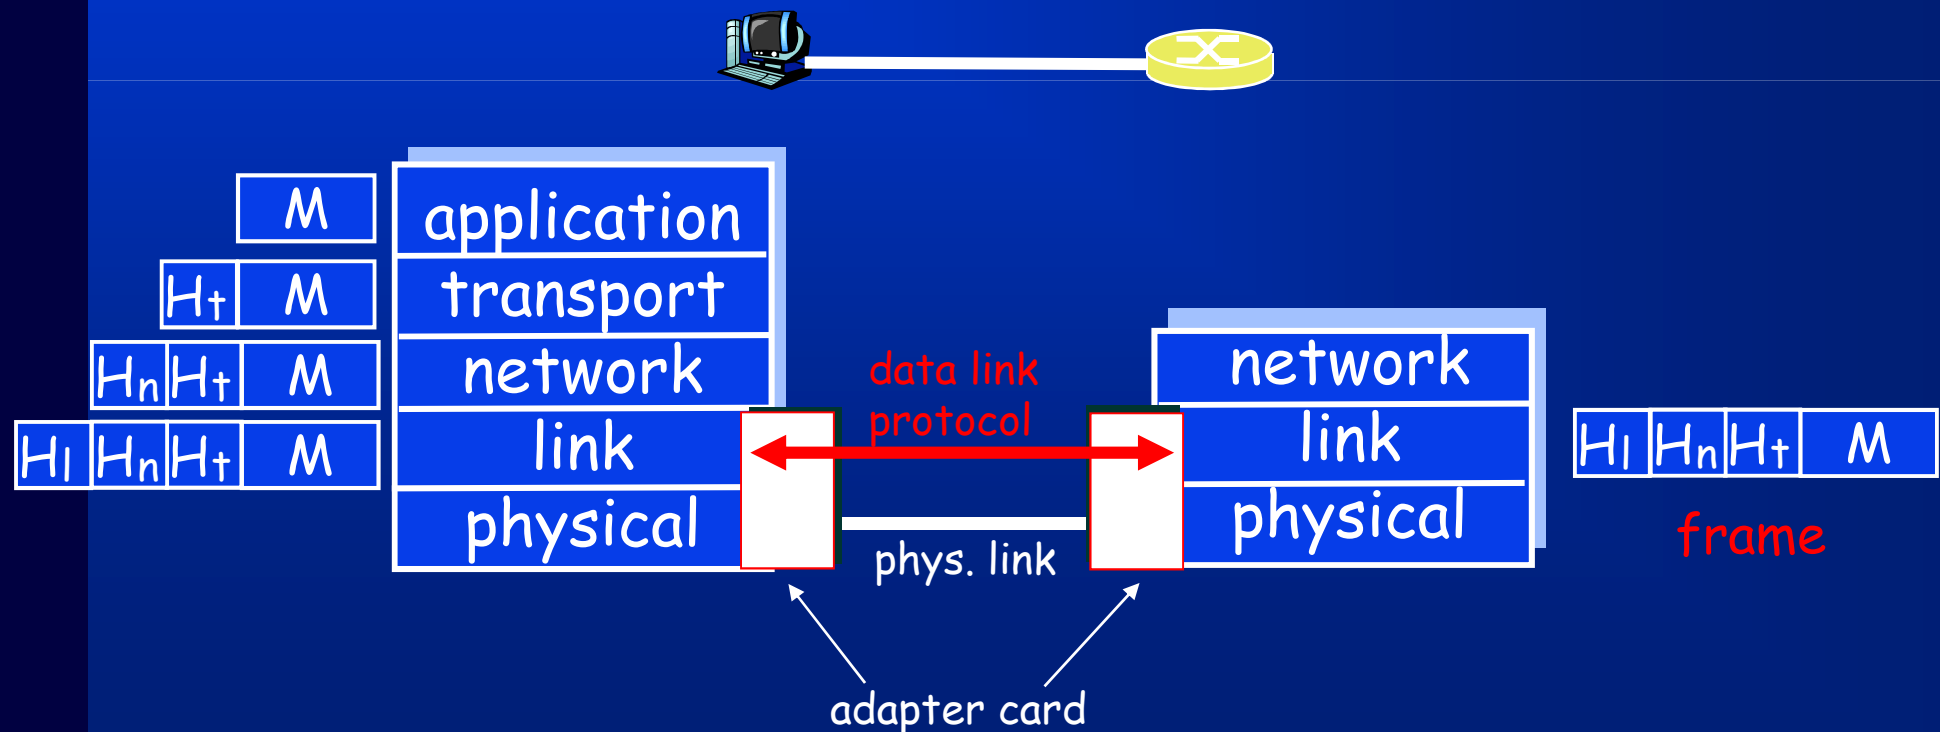 M
application
Ht M
transport
Hn Ht M
network
Hl Hn Ht M
link
physical
data link
protocol
phys. link
network
link
physical
Hl Hn Ht M
frame
adapter card